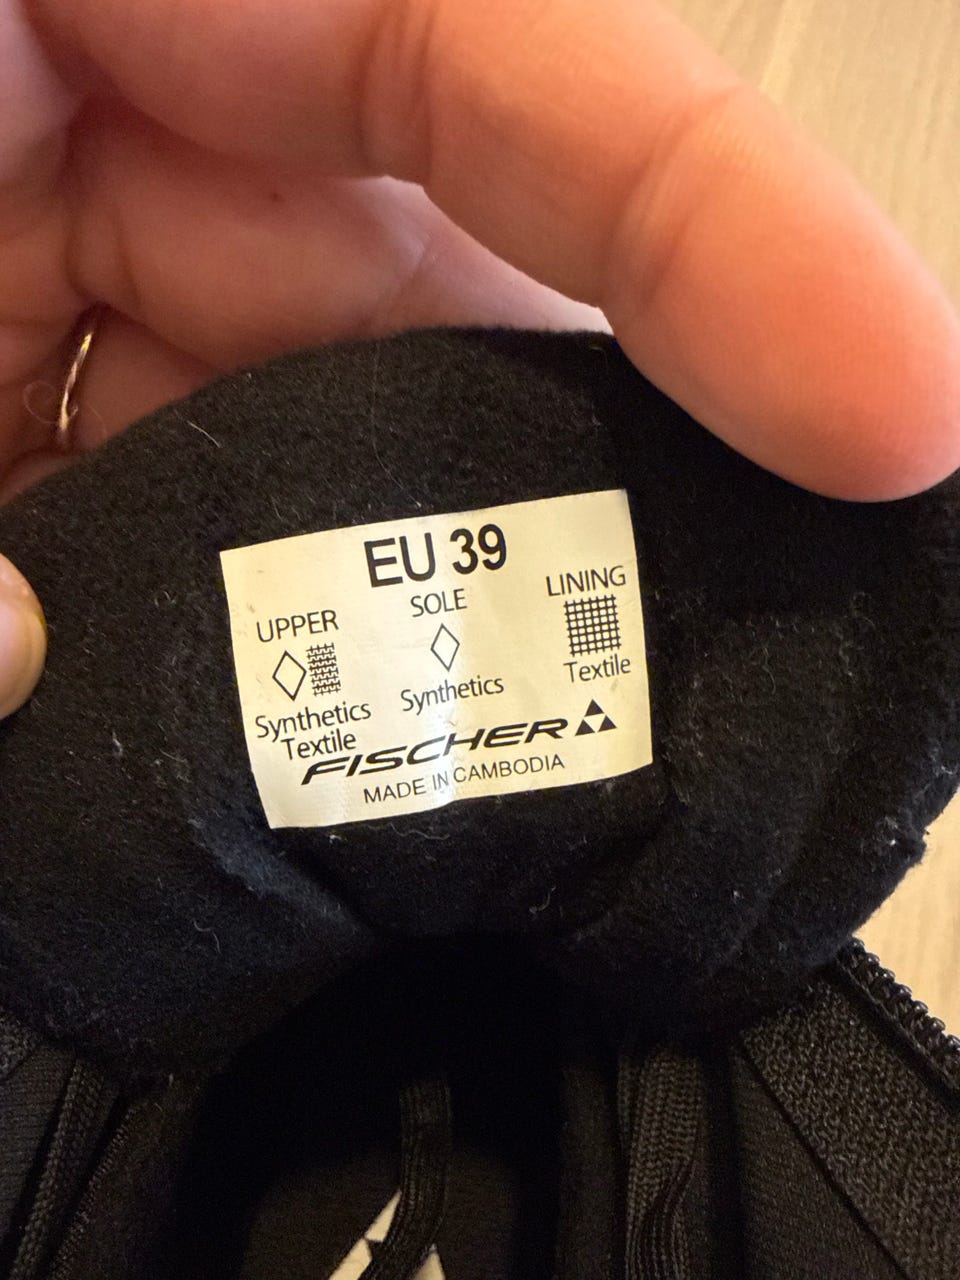 EU 39
UPPER
SOLE
LINING
Synthetics
Textile
Synthetics
Textile
FISCHER
MADE IN CAMBODIA